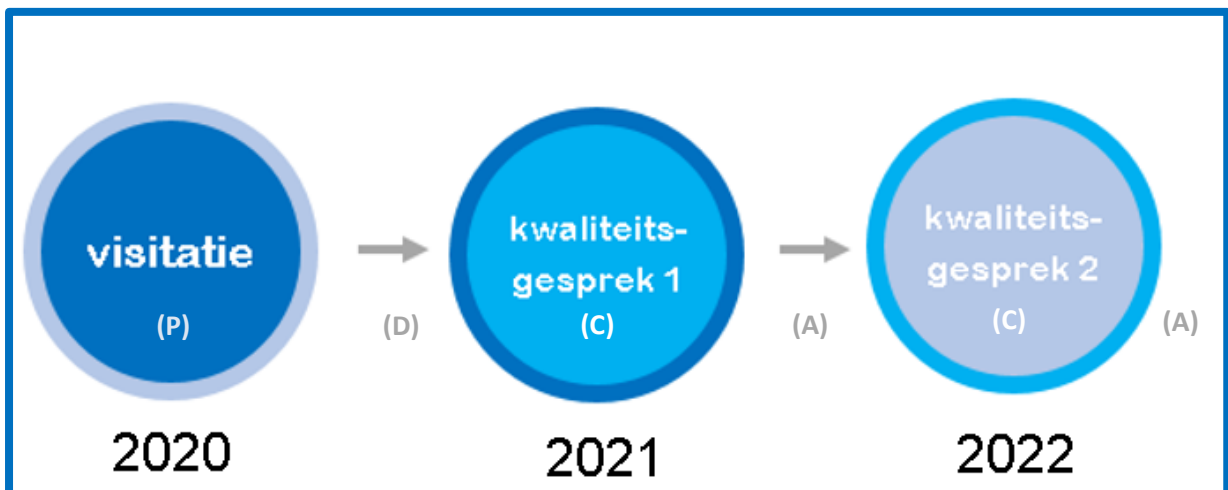 visitatie
(P)
(D)
kwaliteits-
gesprek 1
(C)
(A)
kwaliteits-
gesprek 2
(C)
(A)
2020
2021
2022